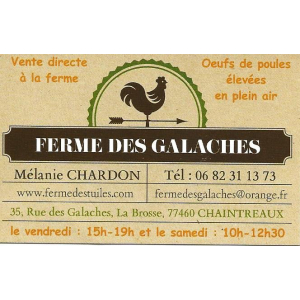 Vente directe
à la ferme
Oeufs de poules
élevées
en plein air
FERME DES GALACHES
Mélanie CHARDON
Tél : 06 82 31 13 73
www.fermedestuiles.com
fermedesgalaches@orange.fr
35, Rue des Galaches, La Brosse, 77460 CHAINTREAUX
le vendredi : 15h-19h et le samedi : 10h-12h30